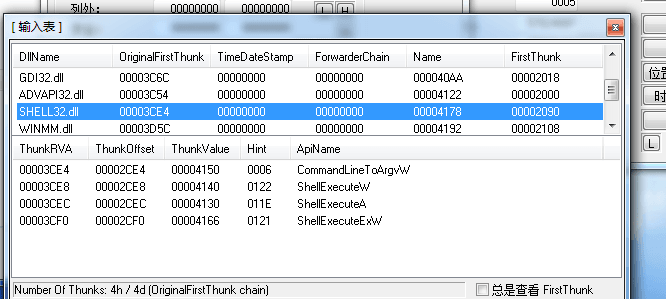 列外: 00000000 00000000 0005
L H
[ 输入表 ]
DllName OriginalFirstThunk TimeDateStamp ForwarderChain Name FirstThunk
GDI32.dll 00003C6C 00000000 00000000 000040AA 00002018
ADVAPI32.dll 00003C54 00000000 00000000 00004122 00002000
SHELL32.dll 00003CE4 00000000 00000000 00004178 00002090
WINMM.dll 00003D5C 00000000 00000000 00004192 00002108
位置
时
L
ThunkRVA ThunkOffset ThunkValue Hint ApiName
00003CE4 00002CE4 00004150 0006 CommandLineToArgvW
00003CE8 00002CE8 00004140 0122 ShellExecuteW
00003CEC 00002CEC 00004130 011E ShellExecuteA
00003CF0 00002CF0 00004166 0121 ShellExecuteExW
Number Of Thunks: 4h / 4d (OriginalFirstThunk chain)
总是查看 FirstThunk